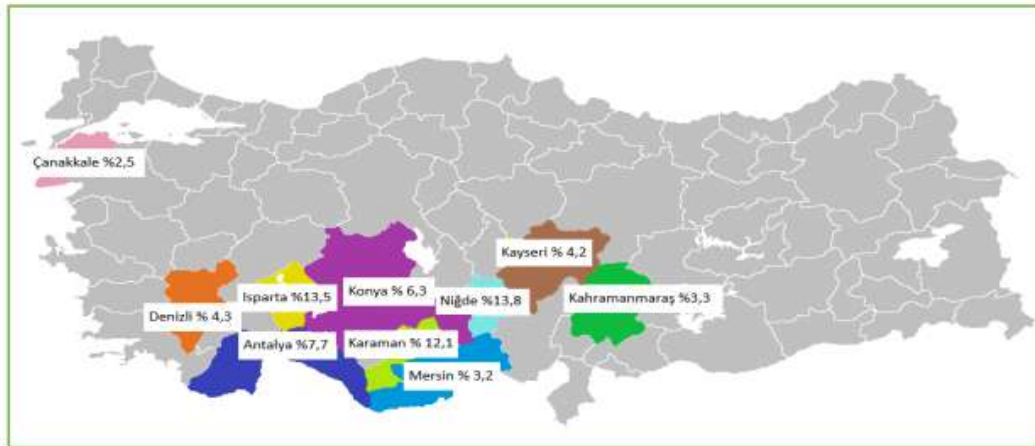 Çanakkale %2,5
Kayseri % 4,2
Isparta %13,5
Konya % 6,3
Niğde %13,8
Kahramanmaraş %3,3
Denizli % 4,3
Antalya %7,7
Karaman % 12,1
Mersin % 3,2